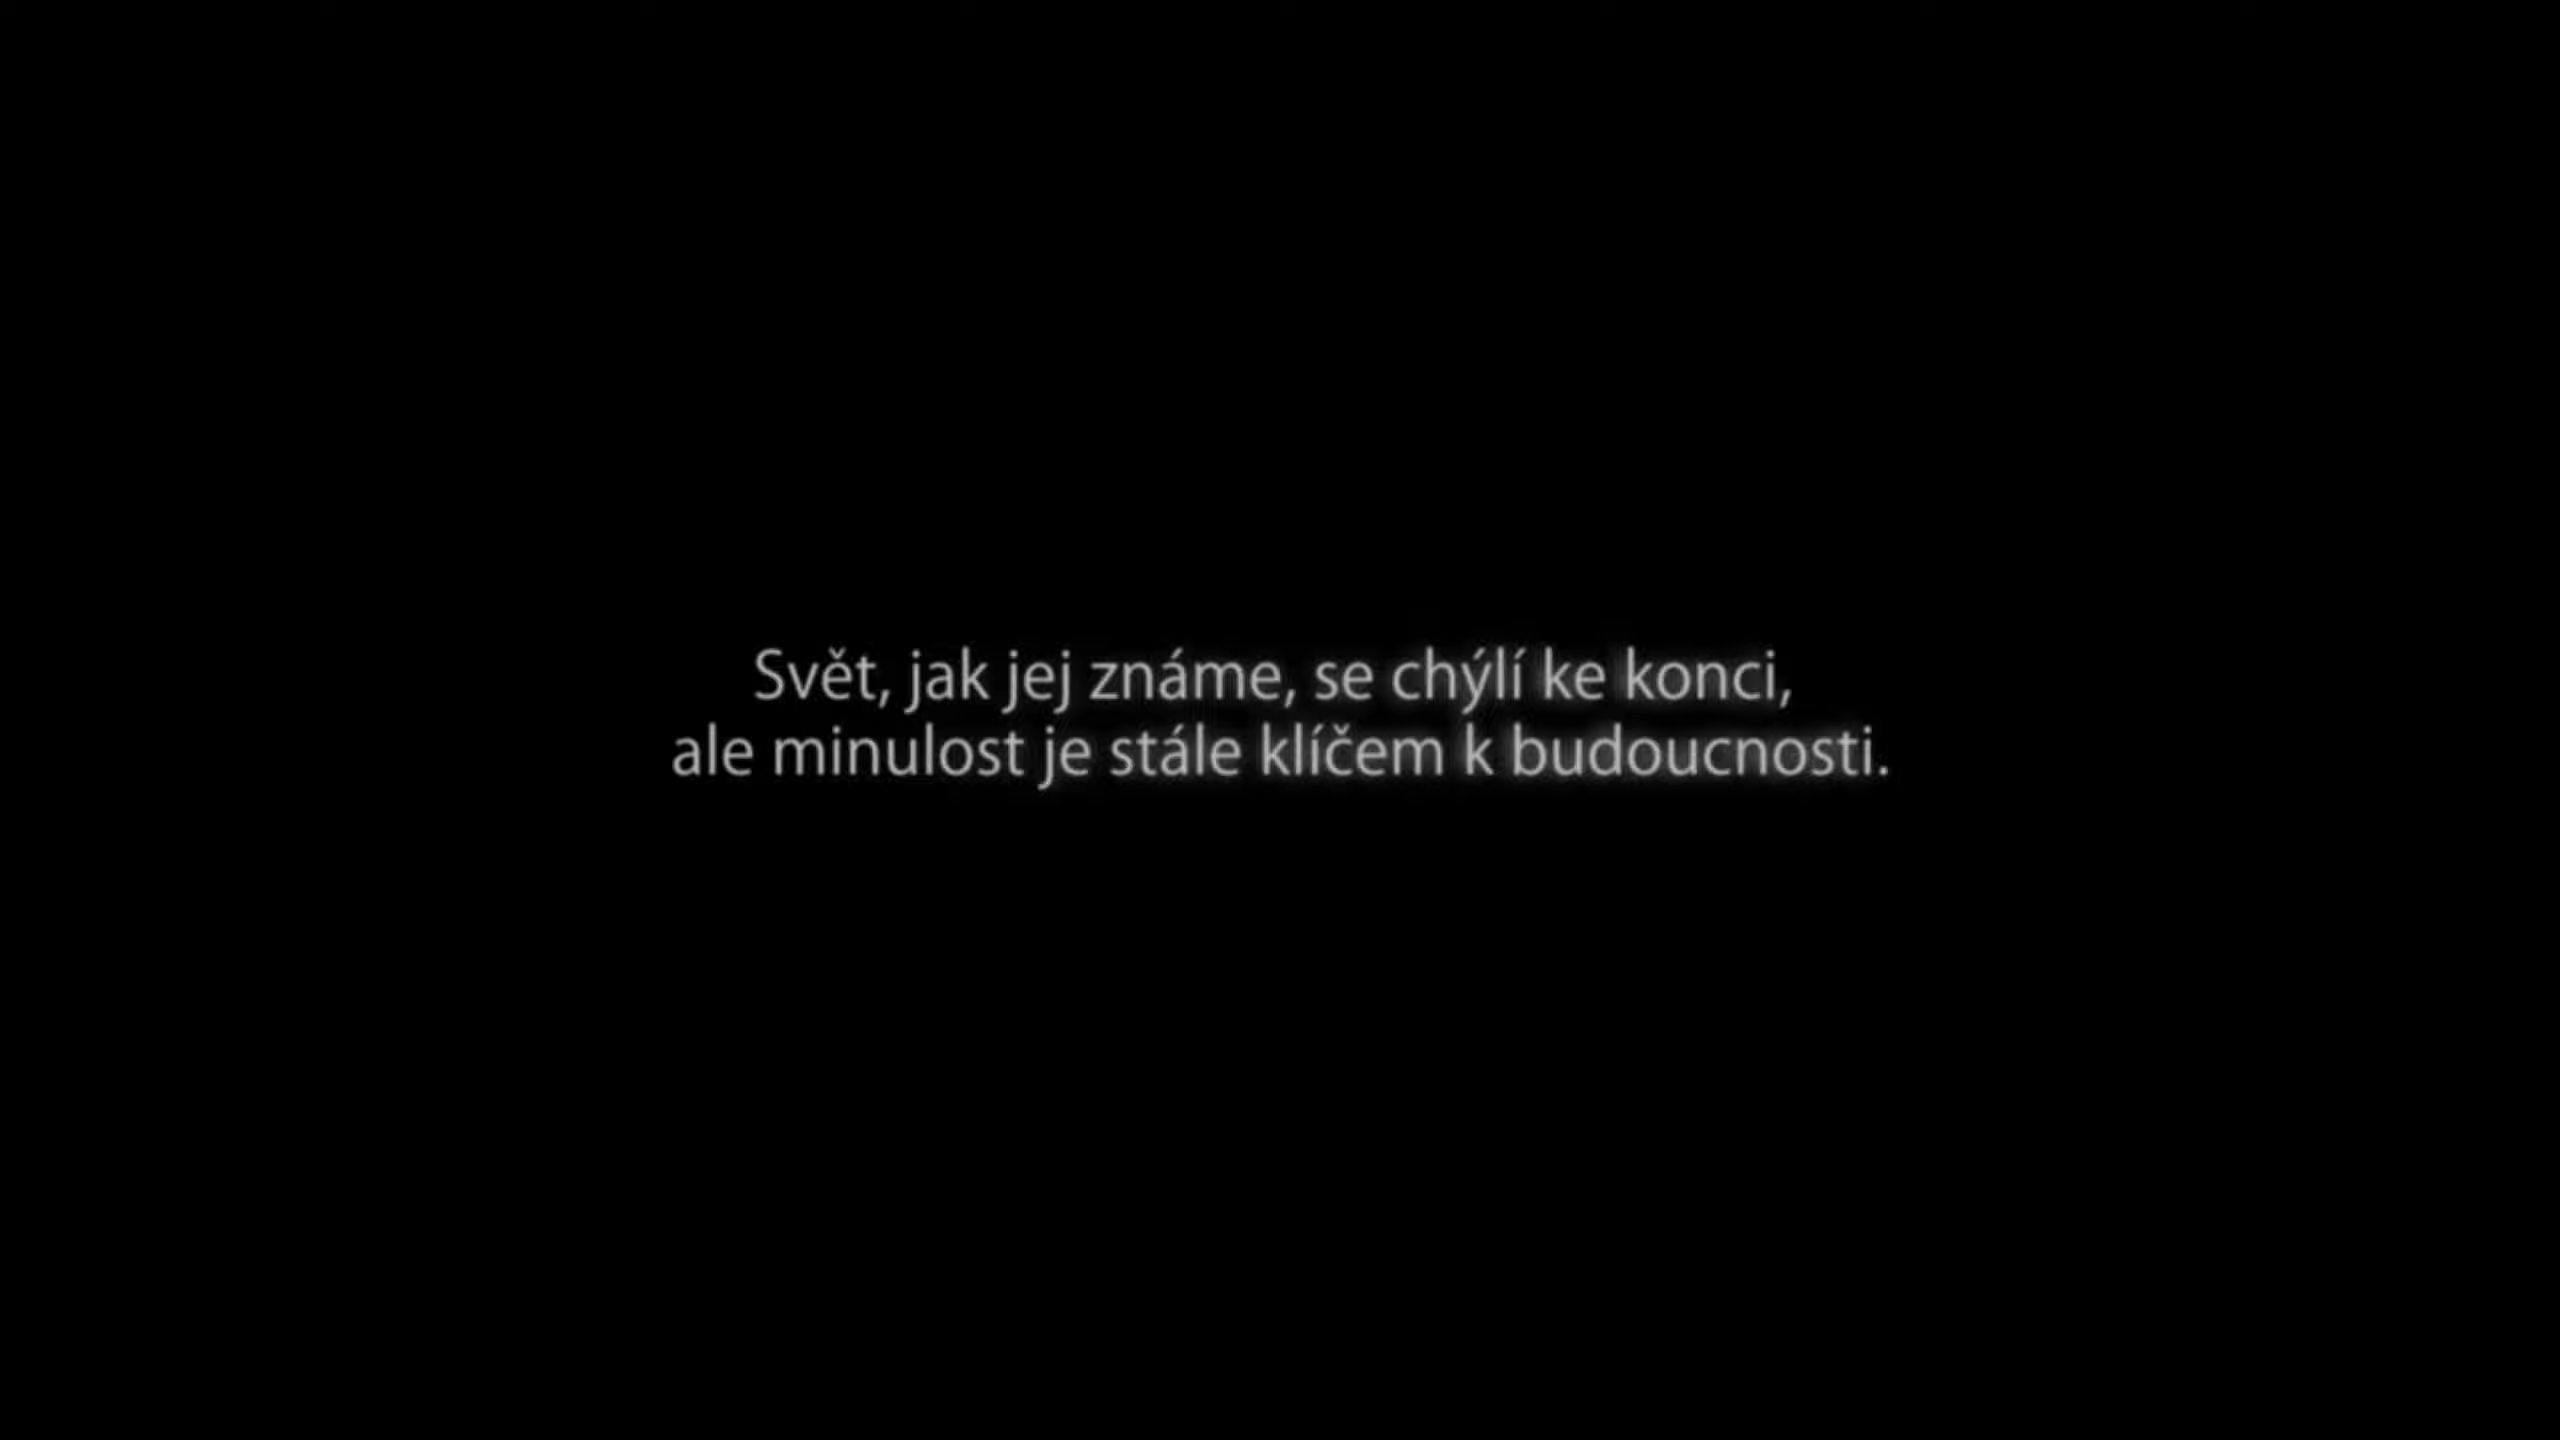 Svět, jak jej známe, se chýlí ke konci,
ale minulost je stále klíčem k budoucnosti.